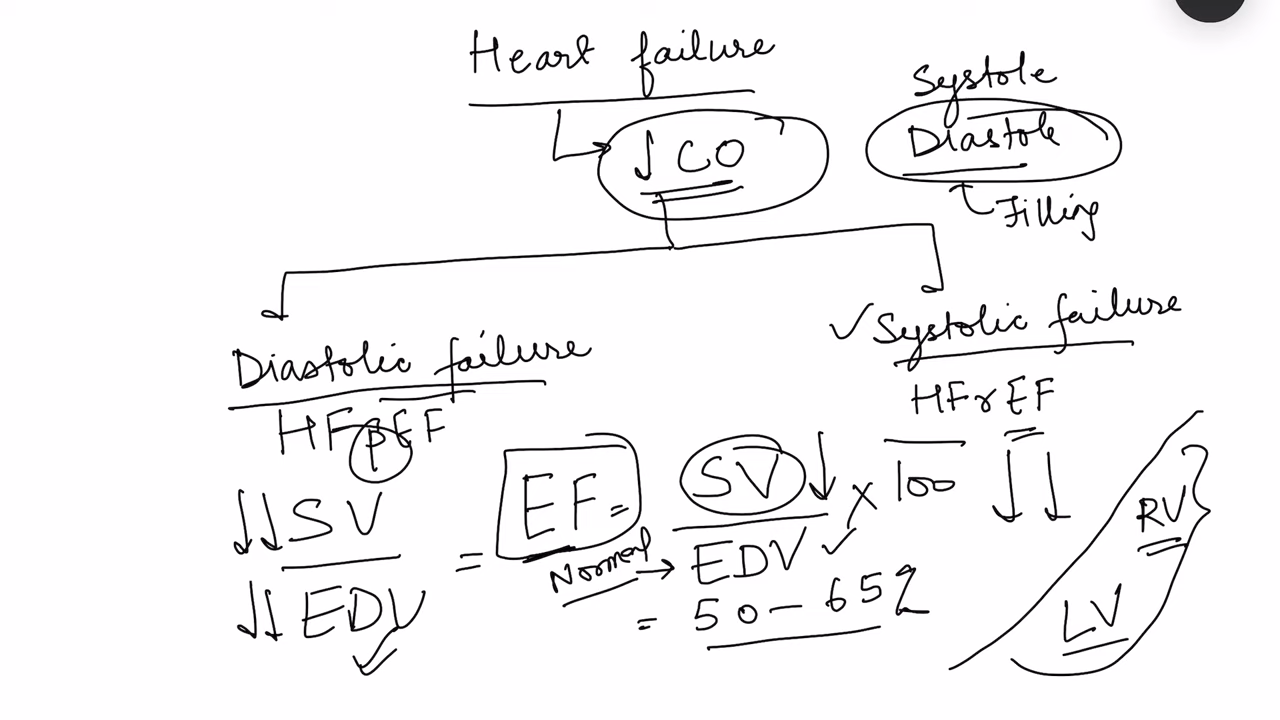 Heart failure
Systole
↓ CO
Diastole
Filling
Diastolic failure
✓ Systolic failure
HFpEF
HFrEF
↓↓ SV
EF =
SV ↓
× 100
↓↓
RV
↓↓ EDV
=
Normal →
EDV ✓
LV
= 50 - 65%